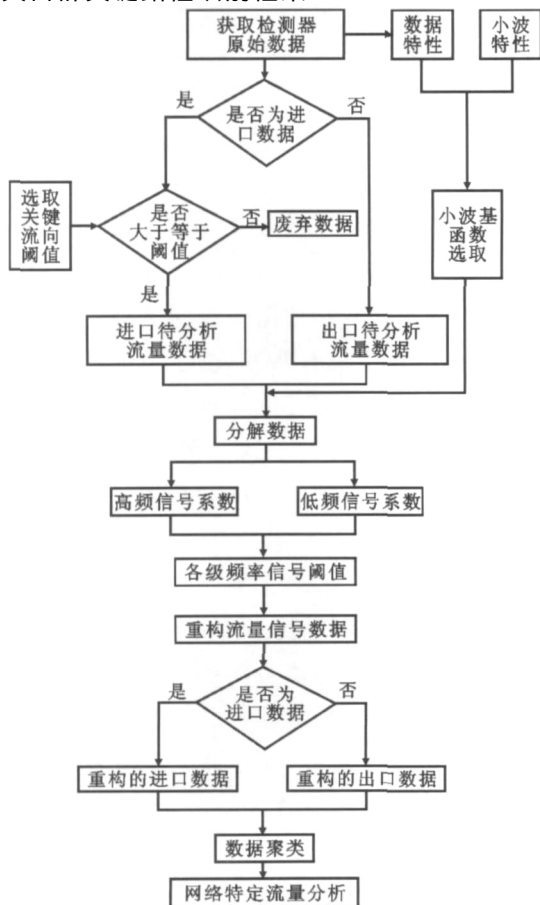 获取检测器
原始数据
数据
特性
小波
特性
是
是否为进
口数据
否
选取
关键
流向
阈值
是否
大于等于
阈值
否
废弃数据
小波基
函数
选取
是
进口待分析
流量数据
出口待分析
流量数据
分解数据
高频信号系数
低频信号系数
各级频率信号阈值
重构流量信号数据
是
是否为
进口数据
否
重构的进口数据
重构的出口数据
数据聚类
网络特定流量分析